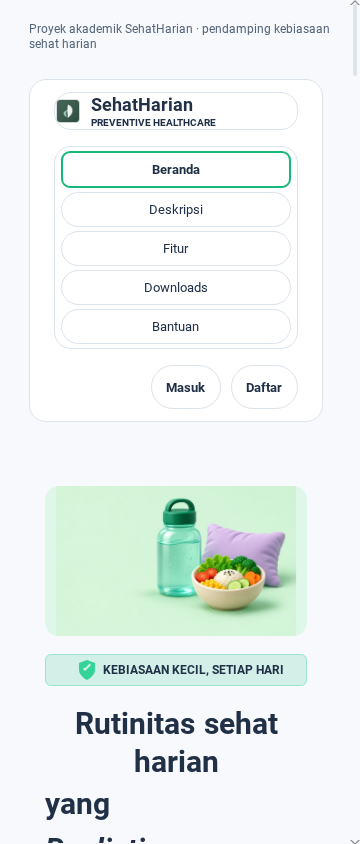 Proyek akademik SehatHarian · pendamping kebiasaan
sehat harian
SehatHarian
PREVENTIVE HEALTHCARE
Beranda
Deskripsi
Fitur
Downloads
Bantuan
Masuk
Daftar
KEBIASAAN KECIL, SETIAP HARI
Rutinitas sehat
harian
yang